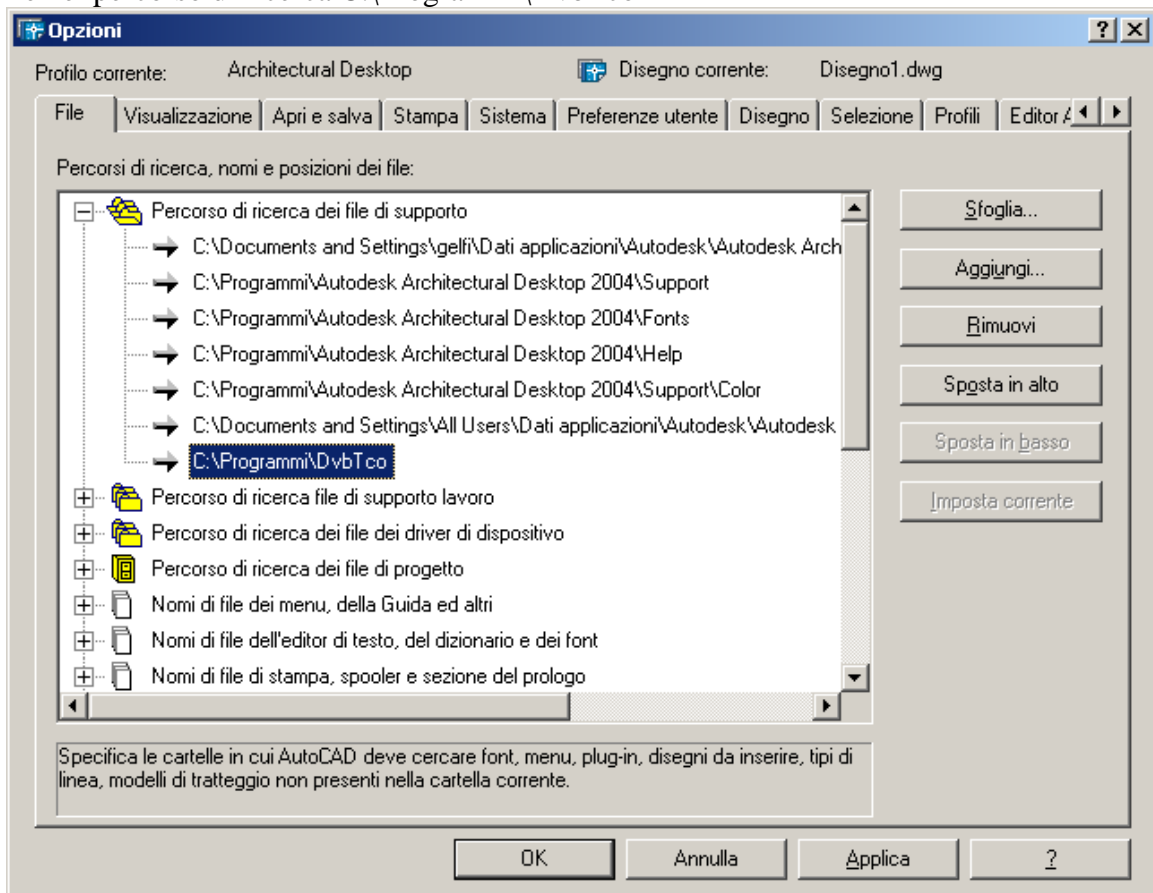 Opzioni
Profilo corrente: Architectural Desktop Disegno corrente: Disegno1.dwg
File Visualizzazione Apri e salva Stampa Sistema Preferenze utente Disegno Selezione Profili Editor
Percorsi di ricerca, nomi e posizioni dei file:
Percorso di ricerca dei file di supporto
C:\Documents and Settings\gelfi\Dati applicazioni\Autodesk\Autodesk Arch
C:\Programmi\Autodesk Architectural Desktop 2004\Support
C:\Programmi\Autodesk Architectural Desktop 2004\Fonts
C:\Programmi\Autodesk Architectural Desktop 2004\Help
C:\Programmi\Autodesk Architectural Desktop 2004\Support\Color
C:\Documents and Settings\All Users\Dati applicazioni\Autodesk\Autodesk
C:\Programmi\DvbTco
Percorso di ricerca file di supporto lavoro
Percorso di ricerca dei file dei driver di dispositivo
Percorso di ricerca dei file di progetto
Nomi di file dei menu, della Guida ed altri
Nomi di file dell'editor di testo, del dizionario e dei font
Nomi di file di stampa, spooler e sezione del prologo
Sfoglia...
Aggiungi...
Rimuovi
Sposta in alto
Sposta in basso
Imposta corrente
Specifica le cartelle in cui AutoCAD deve cercare font, menu, plug-in, disegni da inserire, tipi di
linea, modelli di tratteggio non presenti nella cartella corrente.
OK Annulla Applica ?